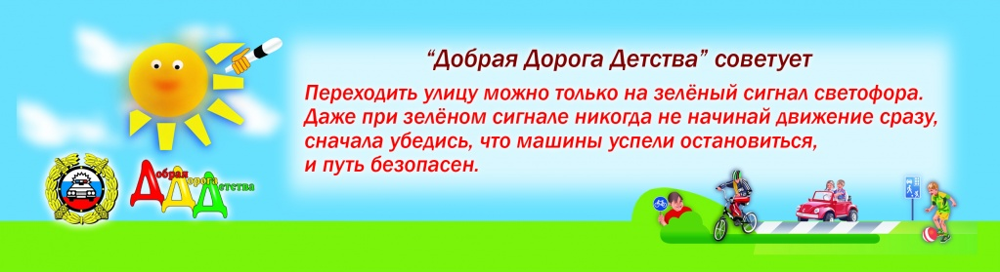 “Добрая Дорога Детства” советует
Переходить улицу можно только на зелёный сигнал светофора.
Даже при зелёном сигнале никогда не начинай движение сразу,
сначала убедись, что машины успели остановиться,
и путь безопасен.
Добрая
Дорога
Детства